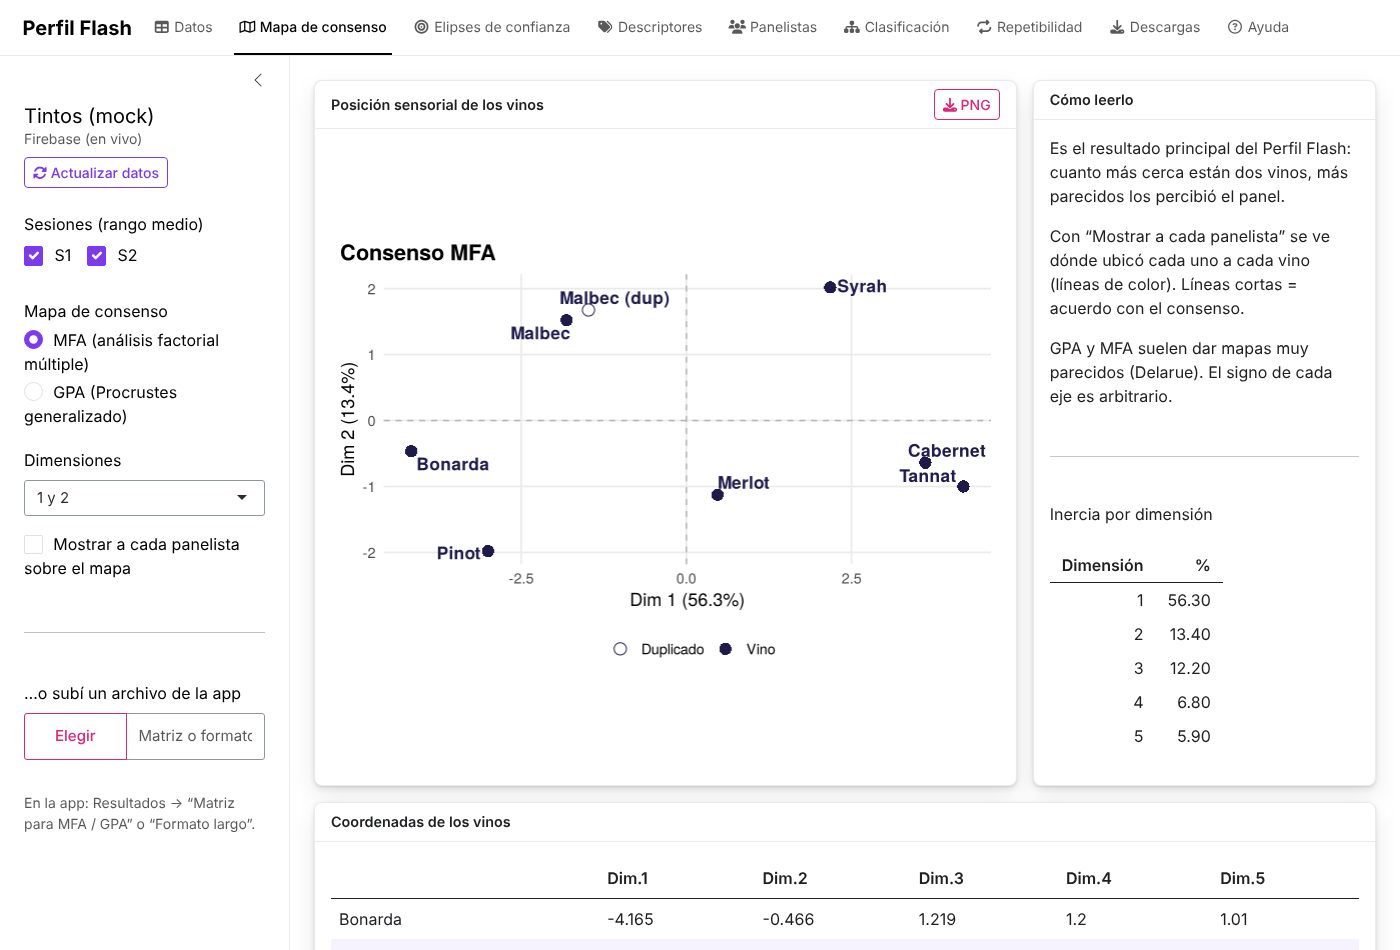 Perfil Flash
Datos
Mapa de consenso
Elipses de confianza
Descriptores
Panelistas
Clasificación
Repetibilidad
Descargas
Ayuda
Tintos (mock)
Firebase (en vivo)
Actualizar datos
Sesiones (rango medio)
S1 S2
Mapa de consenso
MFA (análisis factorial
múltiple)
GPA (Procrustes
generalizado)
Dimensiones
1 y 2
Mostrar a cada panelista
sobre el mapa
...o subí un archivo de la app
Elegir
Matriz o formato
En la app: Resultados → “Matriz
para MFA / GPA” o “Formato largo”.
Posición sensorial de los vinos
PNG
Consenso MFA
2
1
0
-1
-2
Dim 2 (13.4%)
Malbec (dup)
Malbec
Syrah
Bonarda
Cabernet
Tannat
Merlot
Pinot
-2.5 0.0 2.5
Dim 1 (56.3%)
Duplicado Vino
Cómo leerlo
Es el resultado principal del Perfil Flash:
cuanto más cerca están dos vinos, más
parecidos los percibió el panel.
Con “Mostrar a cada panelista” se ve
dónde ubicó cada uno a cada vino
(líneas de color). Líneas cortas =
acuerdo con el consenso.
GPA y MFA suelen dar mapas muy
parecidos (Delarue). El signo de cada
eje es arbitrario.
Inercia por dimensión
Dimensión %
1 56.30
2 13.40
3 12.20
4 6.80
5 5.90
Coordenadas de los vinos
Dim.1 Dim.2 Dim.3 Dim.4 Dim.5
Bonarda -4.165 -0.466 1.219 1.2 1.01